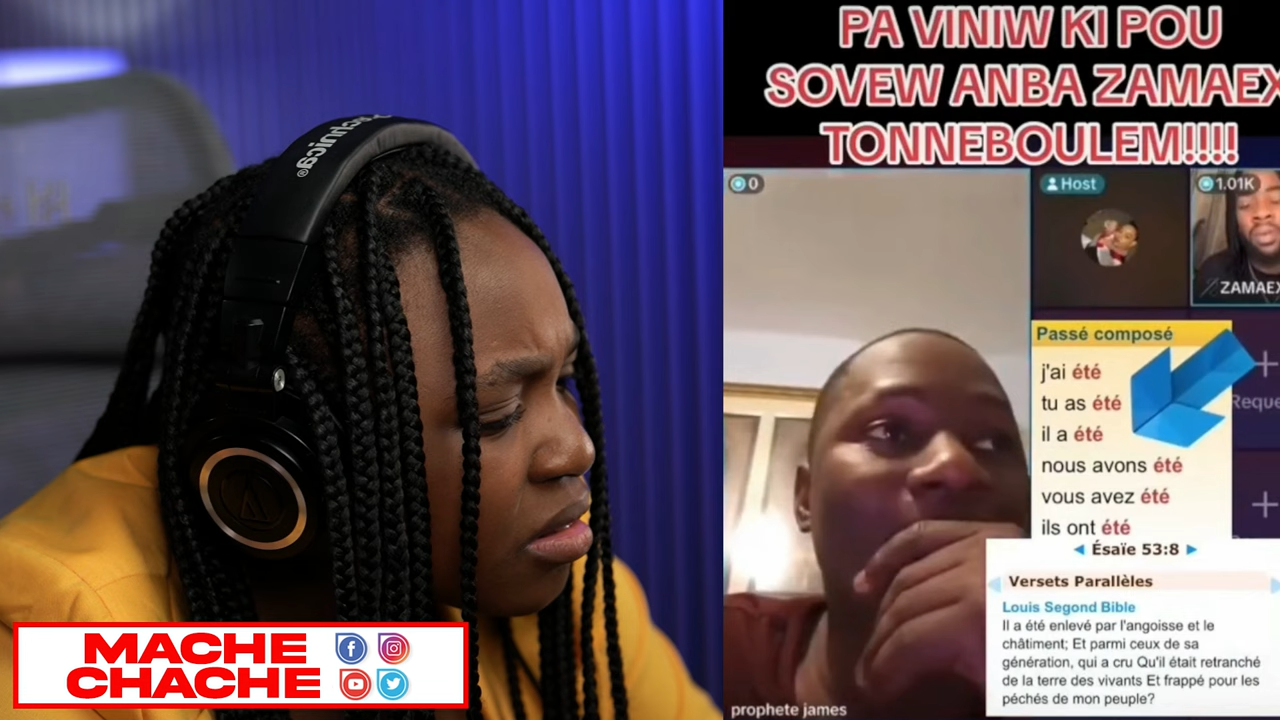 technica®
MACHE
CHACHE
PA VINIW KI POU
SOVEW ANBA ZAMAEX
TONNEBOULEM!!!!
0
Host
1.01K
ZAMAEX
Passé composé
j'ai été
tu as été
il a été
nous avons été
vous avez été
ils ont été
Reque
Ésaïe 53:8
Versets Parallèles
Louis Segond Bible
Il a été enlevé par l'angoisse et le
châtiment; Et parmi ceux de sa
génération, qui a cru Qu'il était retranché
de la terre des vivants Et frappé pour les
péchés de mon peuple?
prophete james